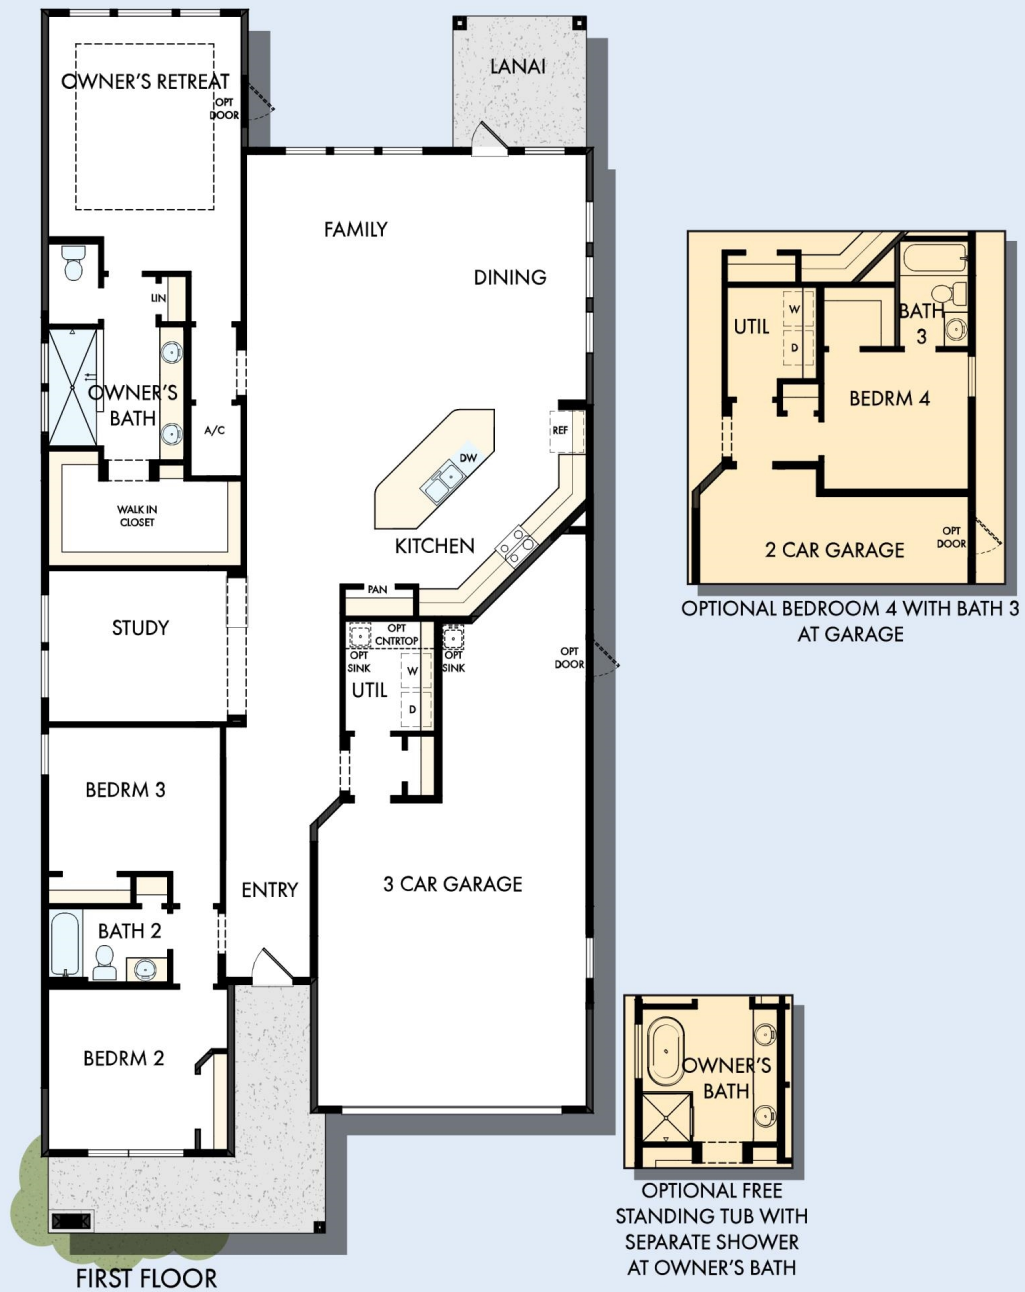 OWNER'S RETREAT
OPT
DOOR
LANAI
FAMILY
DINING
LIN
OWNER'S
BATH
A/C
REF
DW
WALK IN
CLOSET
KITCHEN
PAN
STUDY
OPT
CNTRTOP
OPT
SINK
OPT
SINK
W
UTIL
D
OPT
DOOR
BEDRM 3
3 CAR GARAGE
ENTRY
BATH 2
BEDRM 2
FIRST FLOOR
UTIL
W
D
BATH
3
BEDRM 4
OPT
DOOR
2 CAR GARAGE
OPTIONAL BEDROOM 4 WITH BATH 3
AT GARAGE
OWNER'S
BATH
OPTIONAL FREE
STANDING TUB WITH
SEPARATE SHOWER
AT OWNER'S BATH